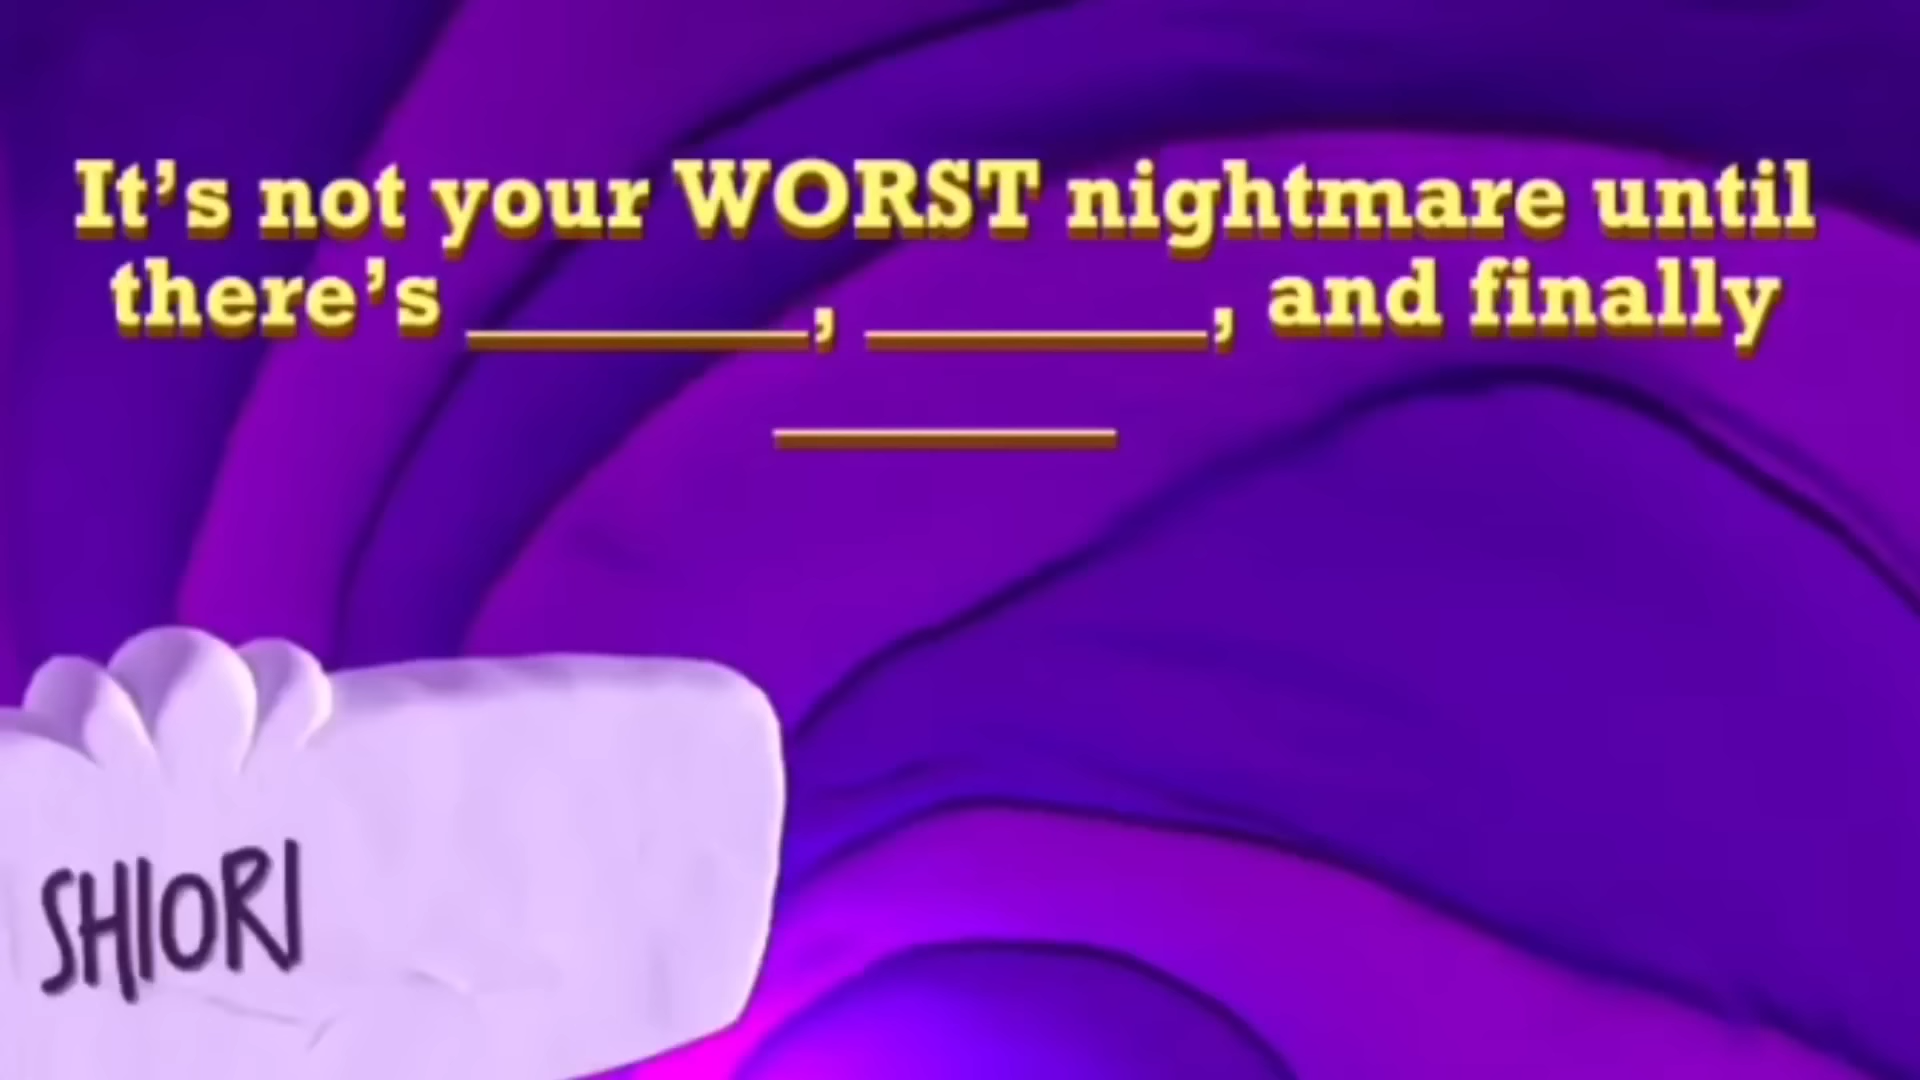 It’s not your WORST nightmare until
there’s ________, ________, and finally
________
SHIORI